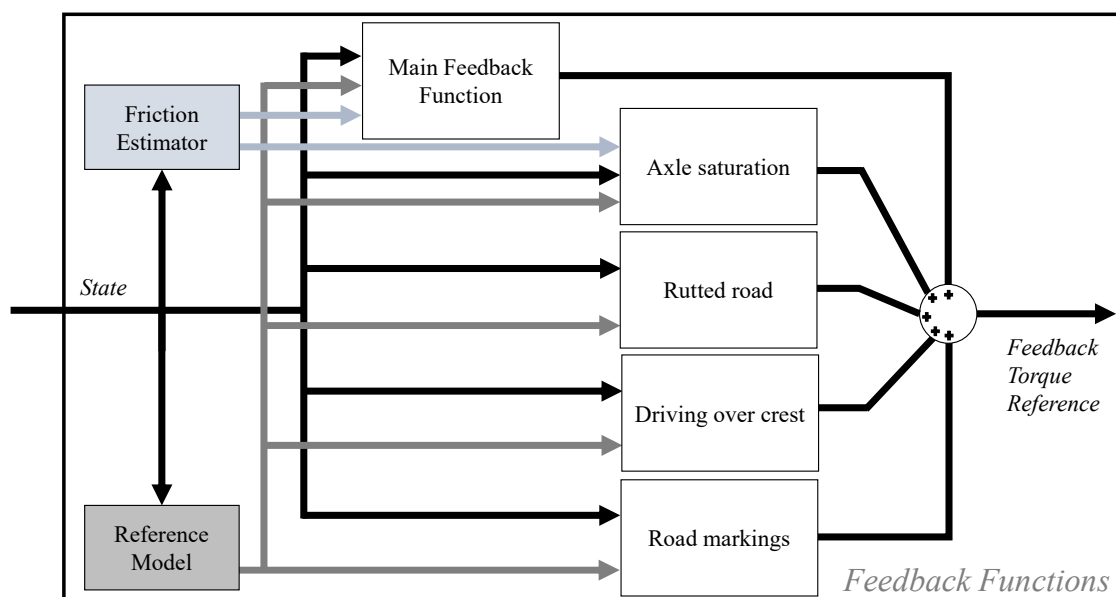 Main Feedback
Function
Friction
Estimator
Axle saturation
State
Rutted road
Feedback
Torque
Reference
Driving over crest
Reference
Model
Road markings
Feedback Functions